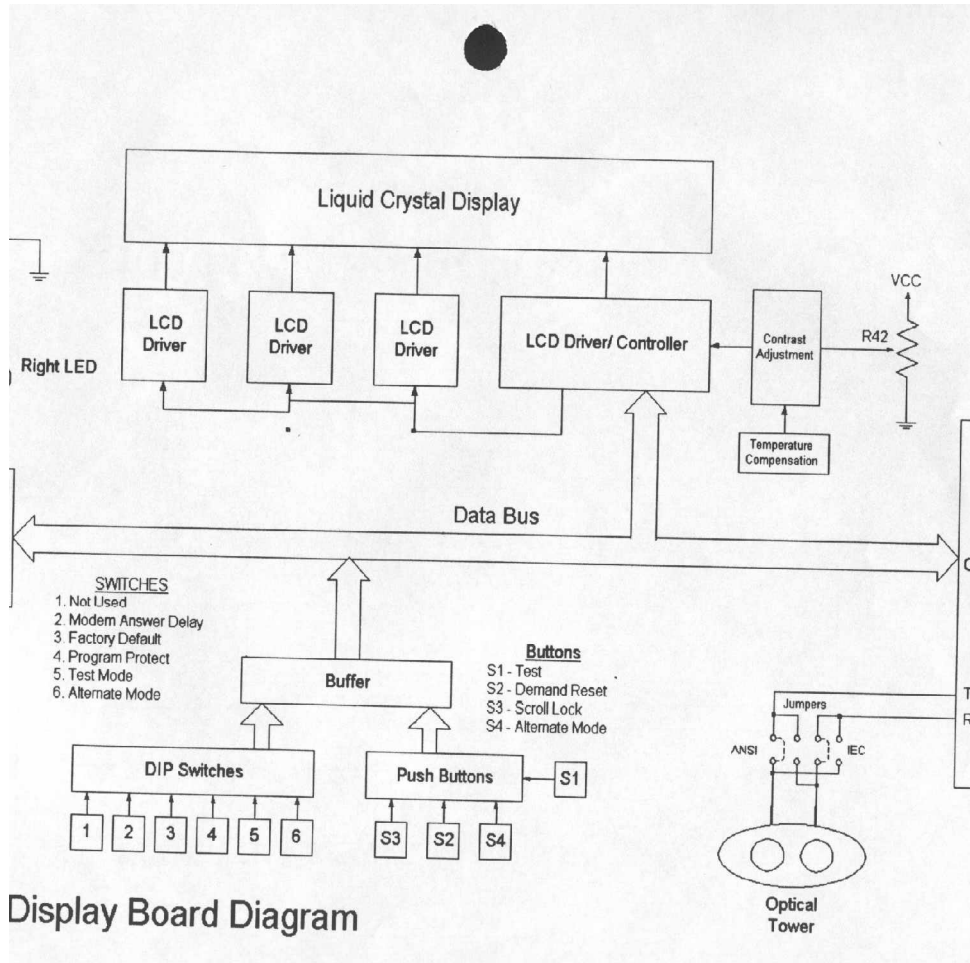 Liquid Crystal Display
LCD
Driver
LCD
Driver
LCD
Driver
LCD Driver/ Controller
Contrast
Adjustment
VCC
R42
Right LED
Temperature
Compensation
Data Bus
SWITCHES
1. Not Used
2. Modem Answer Delay
3. Factory Default
4. Program Protect
5. Test Mode
6. Alternate Mode
Buffer
Buttons
S1 - Test
S2 - Demand Reset
S3 - Scroll Lock
S4 - Alternate Mode
DIP Switches
Push Buttons
S1
1 2 3 4 5 6
S3 S2 S4
Jumpers
ANSI
IEC
T
R
Optical
Tower
Display Board Diagram